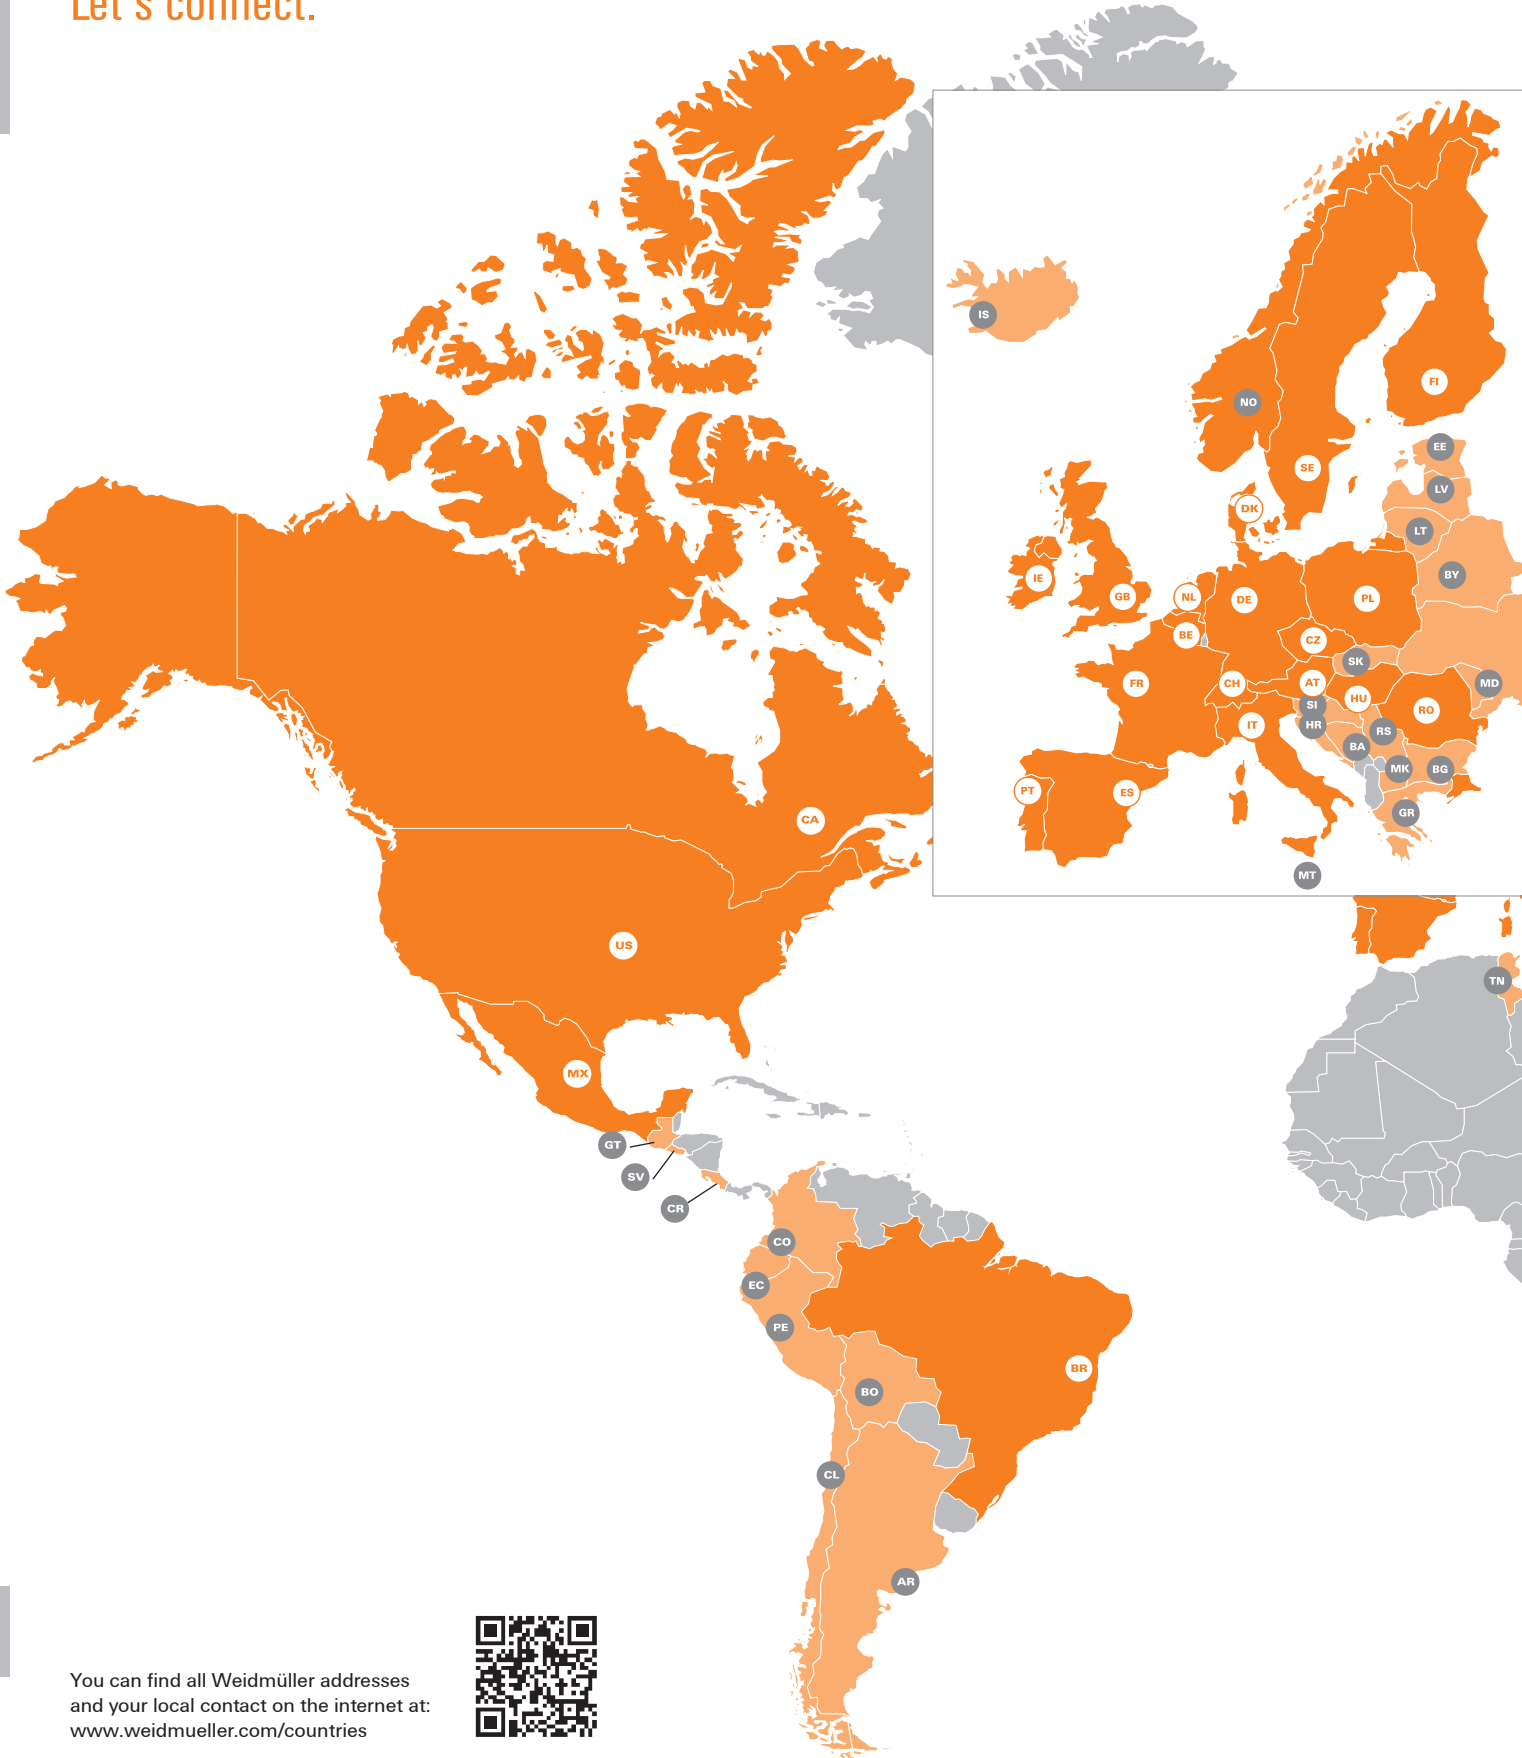 Let's connect.
IS
FI
NO
EE
SE
LV
DK
LT
IE
BY
GB
NL
DE
PL
BE
CZ
SK
FR
CH
AT
MD
HU
SI
RO
IT
HR
RS
BA
MK
BG
PT
ES
GR
CA
MT
US
TN
MX
GT
SV
CR
CO
EC
PE
BR
BO
CL
AR
You can find all Weidmüller addresses
and your local contact on the internet at:
www.weidmueller.com/countries